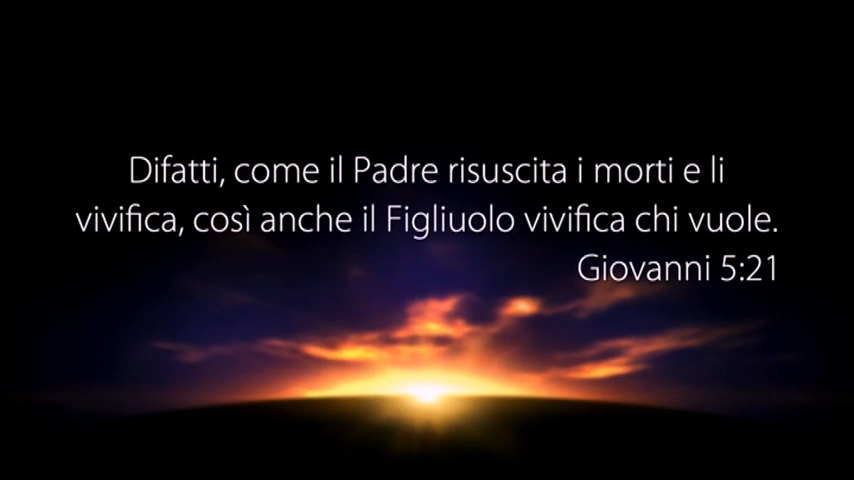 Difatti, come il Padre risuscita i morti e li
vivifica, così anche il Figliuolo vivifica chi vuole.
Giovanni 5:21